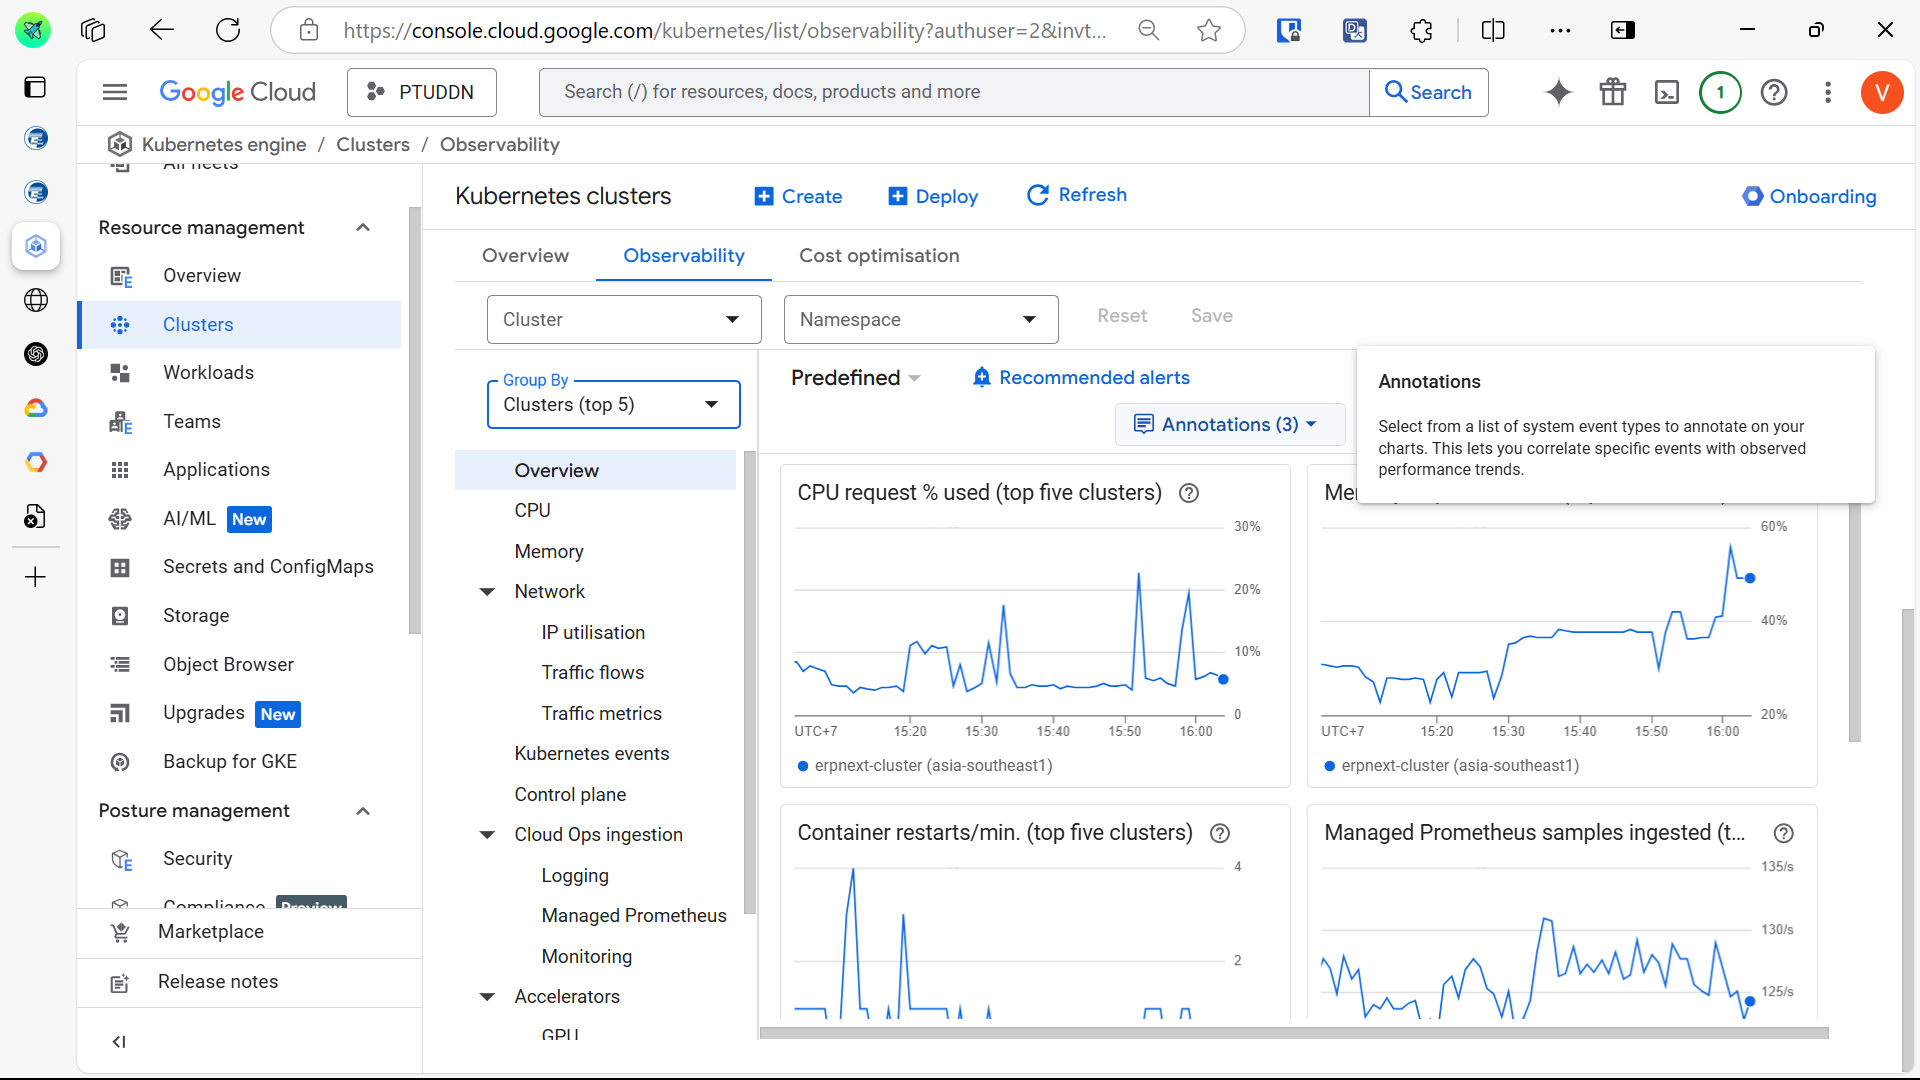 https://console.cloud.google.com/kubernetes/list/observability?authuser=2&invt...
Google Cloud
PTUDDN
Search (/) for resources, docs, products and more
Search
1
V
Kubernetes engine / Clusters / Observability
All fleets
Resource management
Overview
Clusters
Workloads
Teams
Applications
AI/ML New
Secrets and ConfigMaps
Storage
Object Browser
Upgrades New
Backup for GKE
Posture management
Security
Compliance Preview
Marketplace
Release notes
Kubernetes clusters
Create
Deploy
Refresh
Onboarding
Overview
Observability
Cost optimisation
Cluster
Namespace
Reset
Save
Group By
Clusters (top 5)
Overview
CPU
Memory
Network
IP utilisation
Traffic flows
Traffic metrics
Kubernetes events
Control plane
Cloud Ops ingestion
Logging
Managed Prometheus
Monitoring
Accelerators
GPU
Predefined
Recommended alerts
Annotations (3)
Annotations
Select from a list of system event types to annotate on your
charts. This lets you correlate specific events with observed
performance trends.
CPU request % used (top five clusters)
30%
20%
10%
0
UTC+7 15:20 15:30 15:40 15:50 16:00
erpnext-cluster (asia-southeast1)
60%
40%
20%
UTC+7 15:20 15:30 15:40 15:50 16:00
erpnext-cluster (asia-southeast1)
Container restarts/min. (top five clusters)
4
2
Managed Prometheus samples ingested (t...
135/s
130/s
125/s